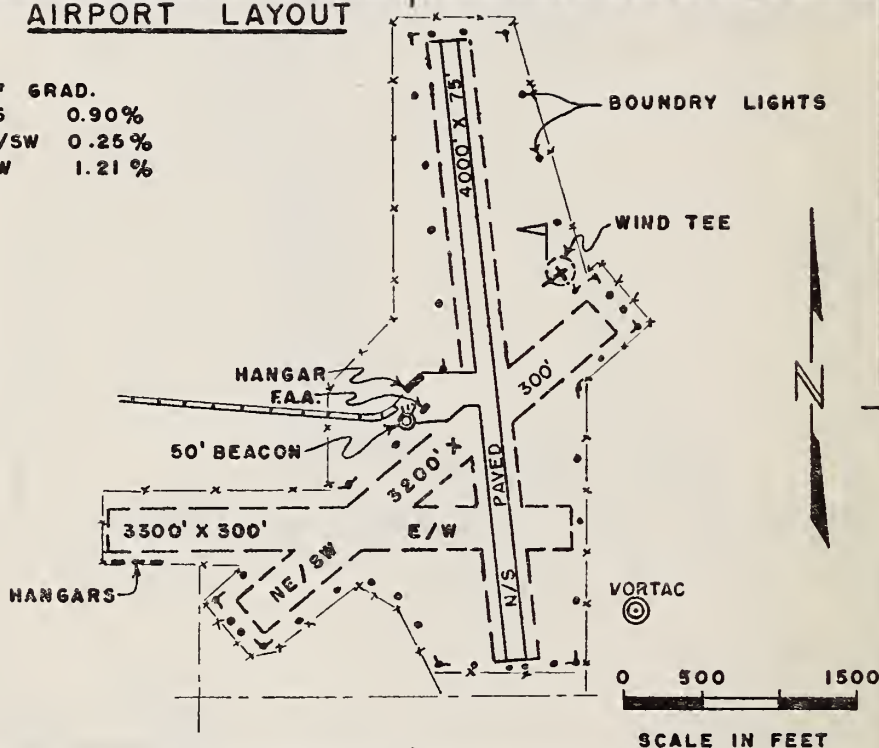 AIRPORT LAYOUT
GRAD.
0.90%
/SW 0.25%
1.21%
4000' X 75'
BOUNDRY LIGHTS
WIND TEE
HANGAR
F.A.A.
300'
50' BEACON
3200' X
PAVED
3300' X 300'
E/W
NE/SW
N/S
HANGARS
VORTAC
N
0 500 1500
SCALE IN FEET